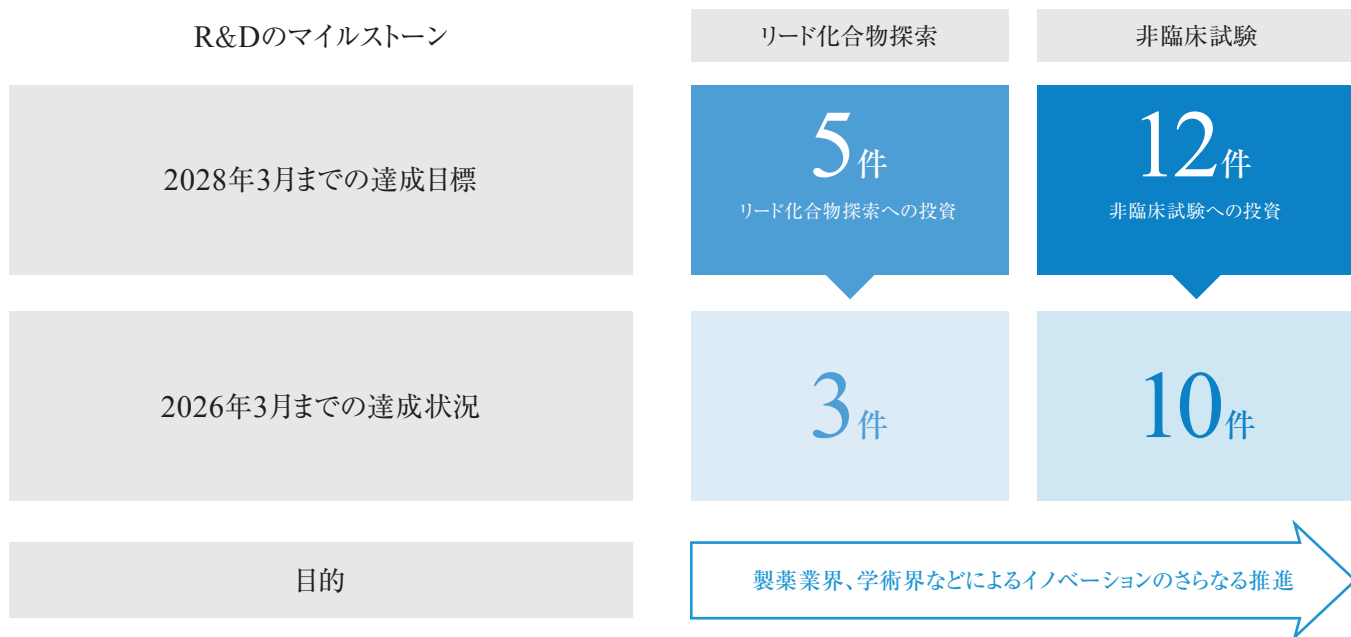 R&Dのマイルストーン
リード化合物探索
非臨床試験
2028年3月までの達成目標
5件
リード化合物探索への投資
12件
非臨床試験への投資
2026年3月までの達成状況
3件
10件
目的
製薬業界、学術界などによるイノベーションのさらなる推進